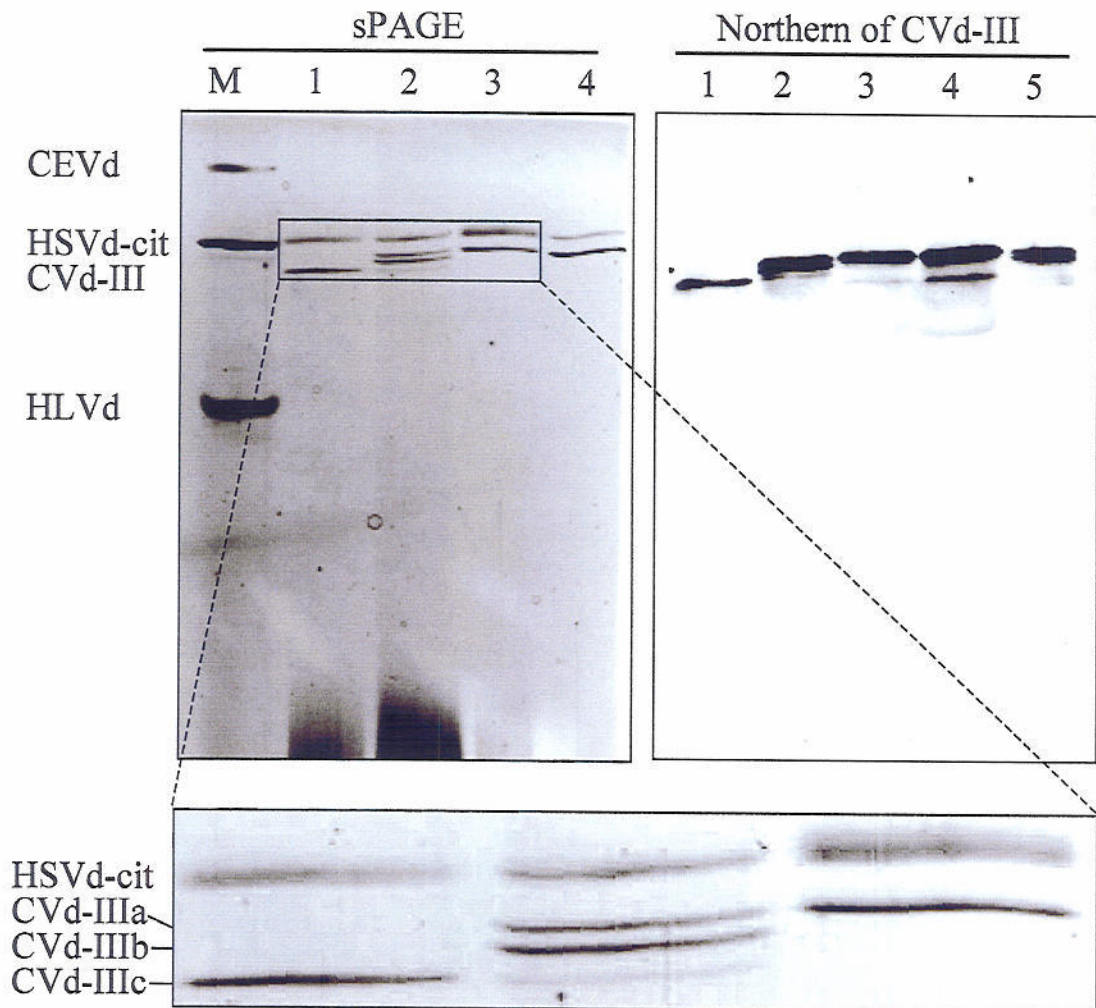 sPAGE
Northern of CVd-III
M 1 2 3 4
1 2 3 4 5
CEVd
HSVd-cit
CVd-III
HLVd
HSVd-cit
CVd-IIIa
CVd-IIIb
CVd-IIIc